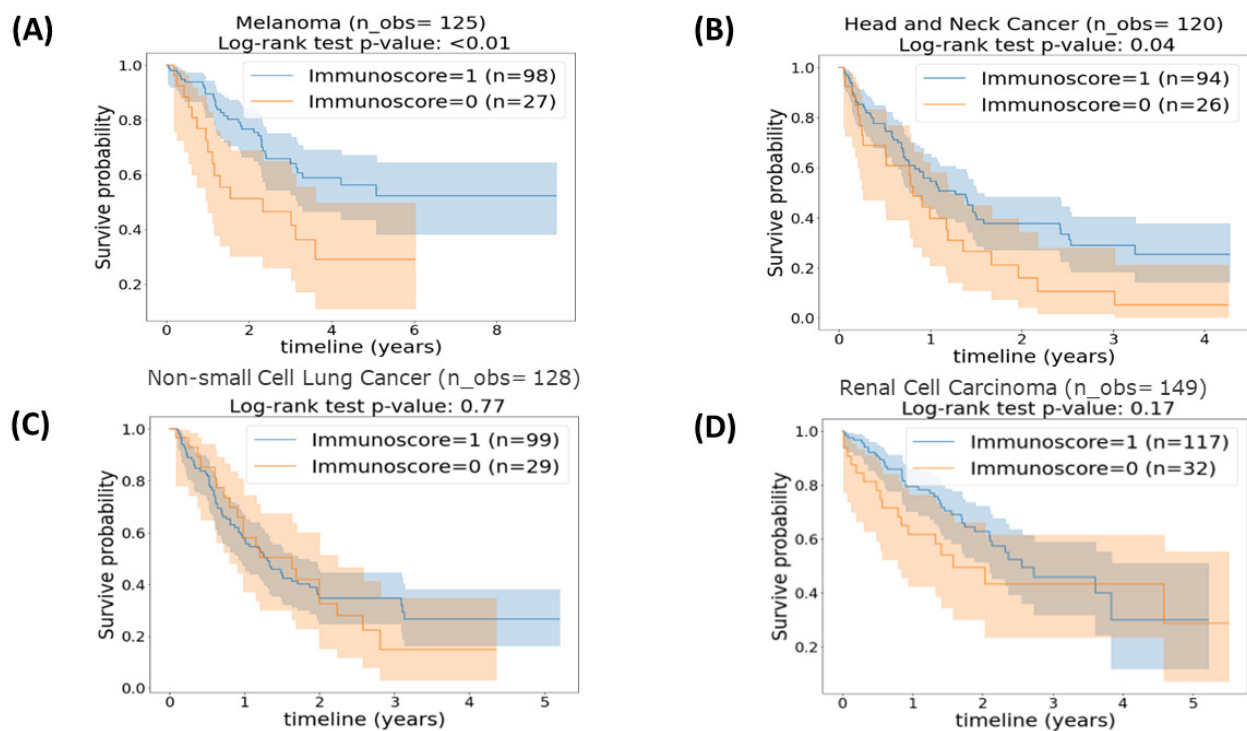 (A)
Melanoma (n_obs= 125)
Log-rank test p-value: <0.01
Immunoscore=1 (n=98)
Immunoscore=0 (n=27)
Survive probability
1.0
0.8
0.6
0.4
0.2
0 2 4 6 8
timeline (years)
(B)
Head and Neck Cancer (n_obs= 120)
Log-rank test p-value: 0.04
Immunoscore=1 (n=94)
Immunoscore=0 (n=26)
Survive probability
1.0
0.8
0.6
0.4
0.2
0.0
0 1 2 3 4
timeline (years)
(C)
Non-small Cell Lung Cancer (n_obs= 128)
Log-rank test p-value: 0.77
Immunoscore=1 (n=99)
Immunoscore=0 (n=29)
Survive probability
1.0
0.8
0.6
0.4
0.2
0.0
0 1 2 3 4 5
timeline (years)
(D)
Renal Cell Carcinoma (n_obs= 149)
Log-rank test p-value: 0.17
Immunoscore=1 (n=117)
Immunoscore=0 (n=32)
Survive probability
1.0
0.8
0.6
0.4
0.2
0 1 2 3 4 5
timeline (years)